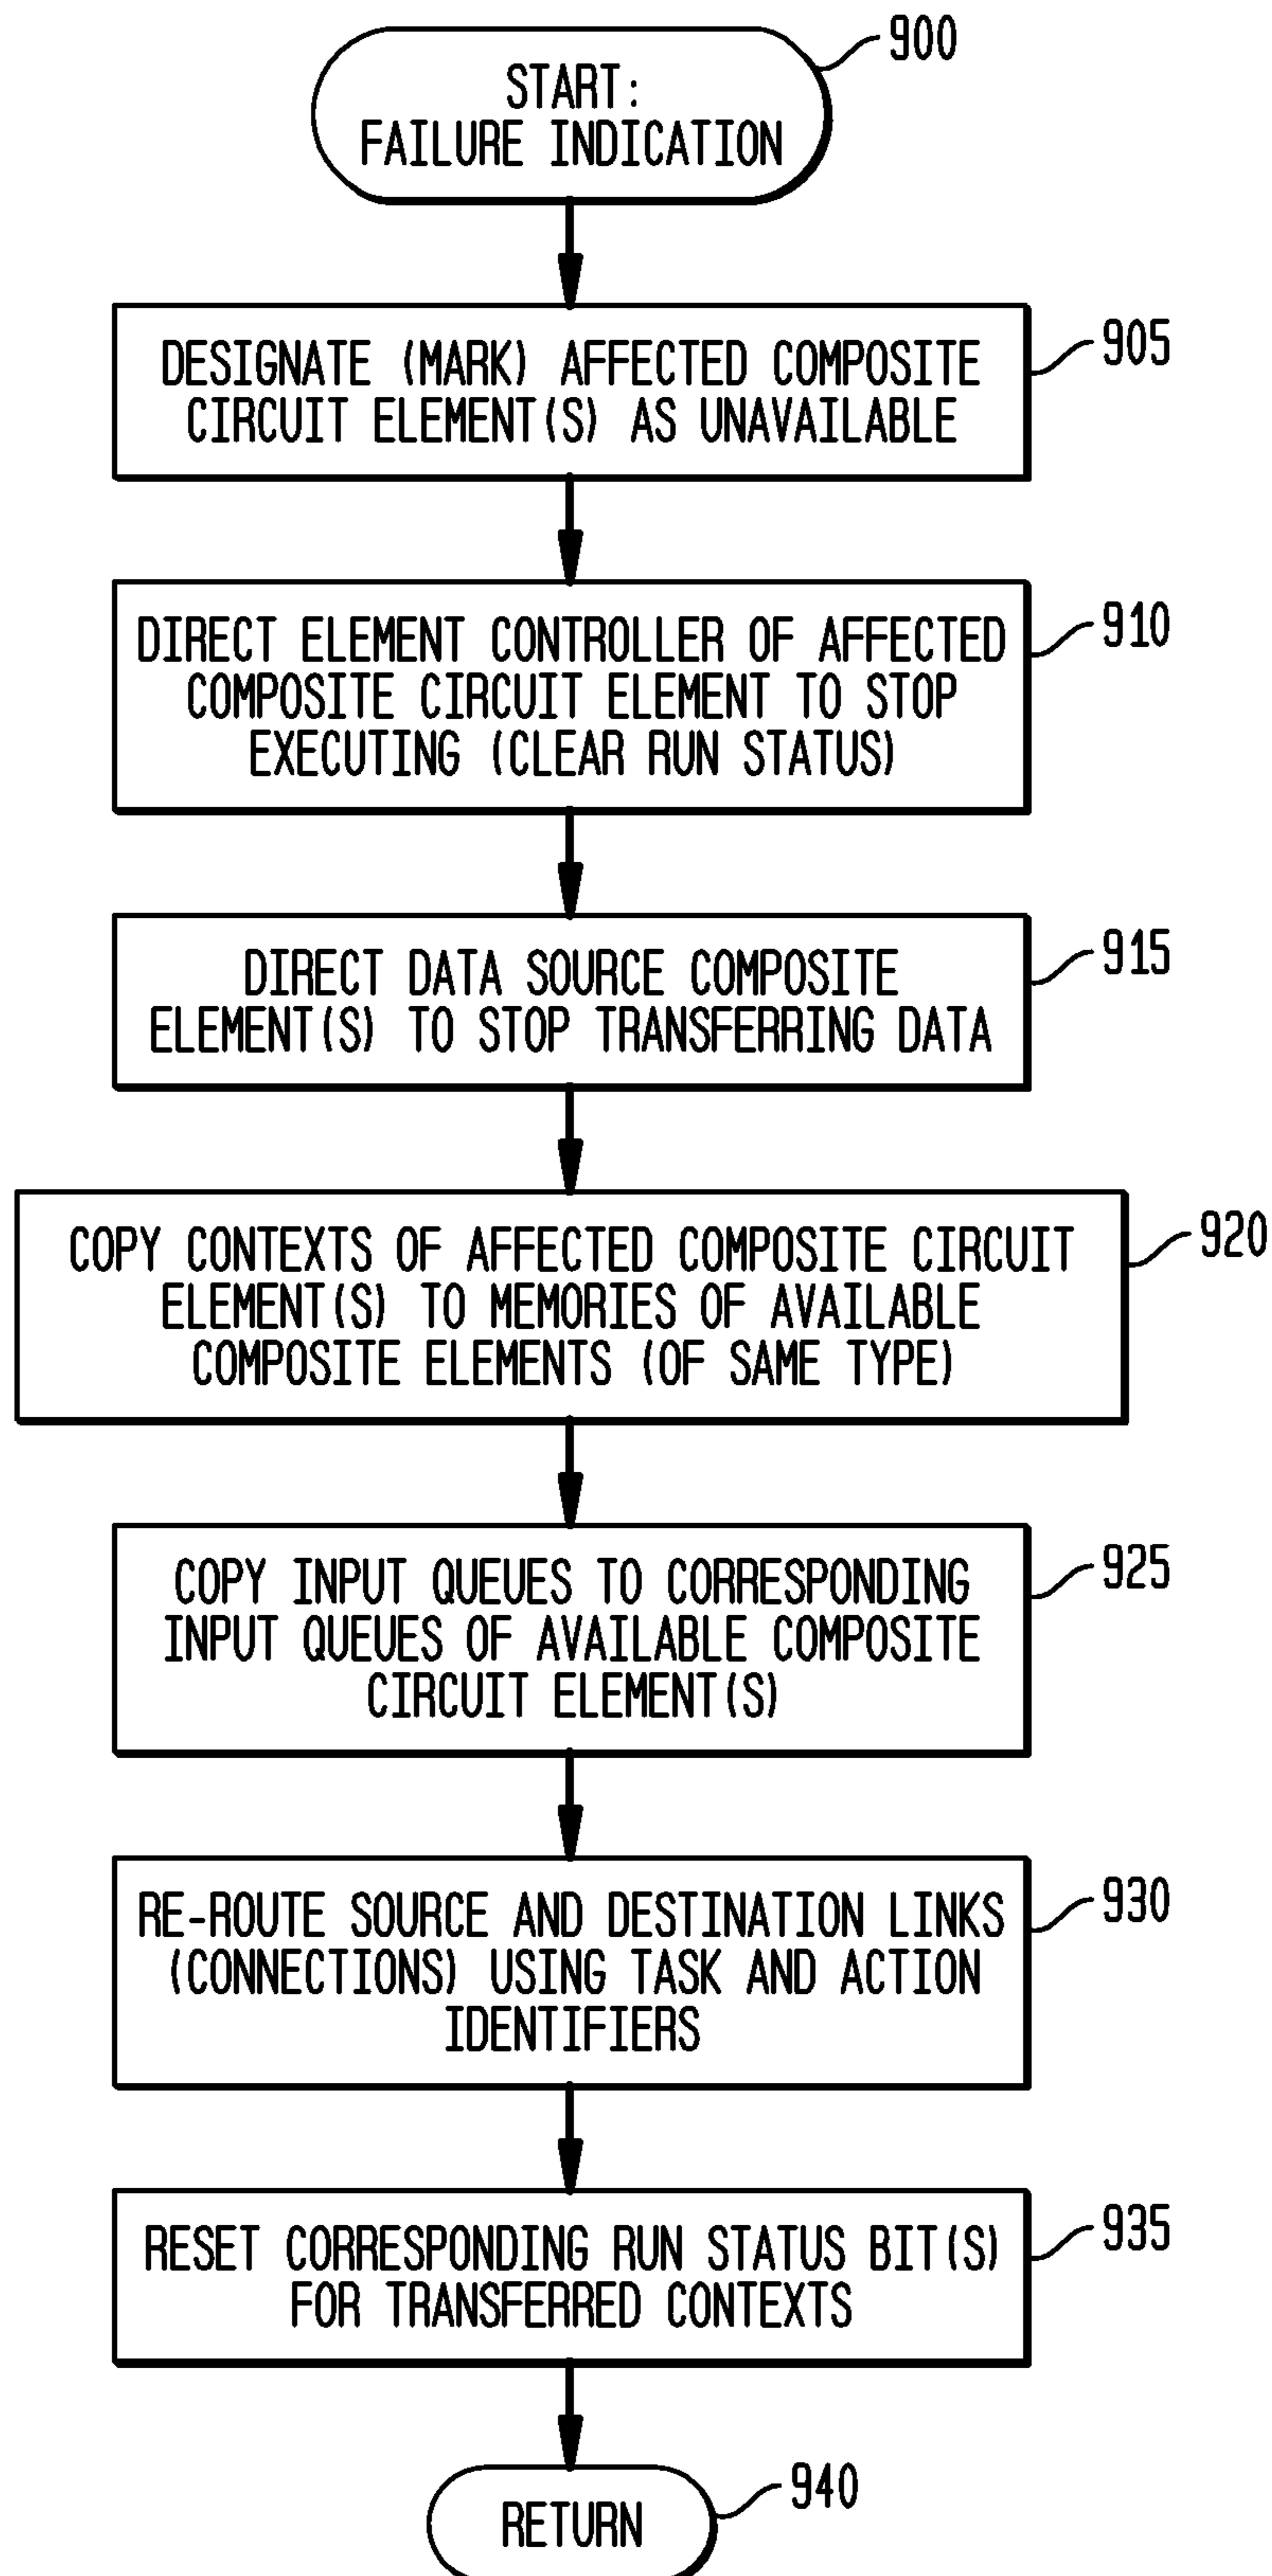 900
START:
FAILURE INDICATION
905
DESIGNATE (MARK) AFFECTED COMPOSITE
CIRCUIT ELEMENT(S) AS UNAVAILABLE
910
DIRECT ELEMENT CONTROLLER OF AFFECTED
COMPOSITE CIRCUIT ELEMENT TO STOP
EXECUTING (CLEAR RUN STATUS)
915
DIRECT DATA SOURCE COMPOSITE
ELEMENT(S) TO STOP TRANSFERRING DATA
920
COPY CONTEXTS OF AFFECTED COMPOSITE CIRCUIT
ELEMENT(S) TO MEMORIES OF AVAILABLE
COMPOSITE ELEMENTS (OF SAME TYPE)
925
COPY INPUT QUEUES TO CORRESPONDING
INPUT QUEUES OF AVAILABLE COMPOSITE
CIRCUIT ELEMENT(S)
930
RE-ROUTE SOURCE AND DESTINATION LINKS
(CONNECTIONS) USING TASK AND ACTION
IDENTIFIERS
935
RESET CORRESPONDING RUN STATUS BIT(S)
FOR TRANSFERRED CONTEXTS
940
RETURN